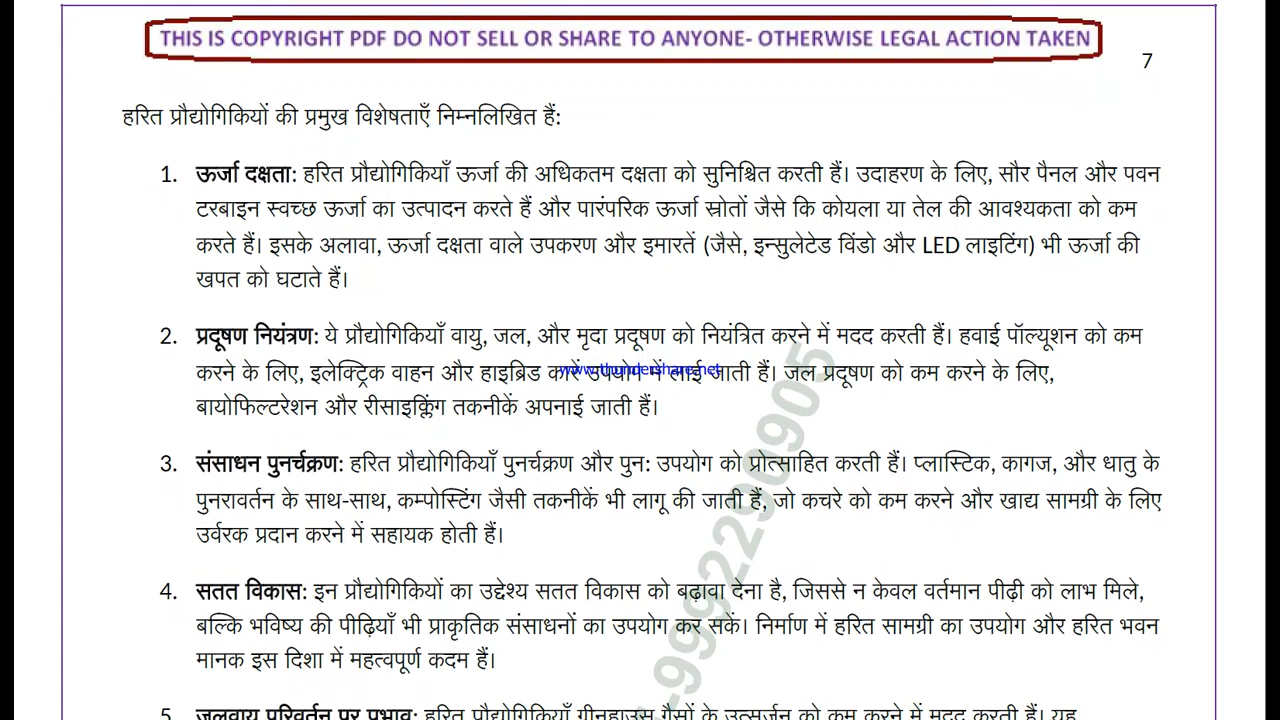 THIS IS COPYRIGHT PDF DO NOT SELL OR SHARE TO ANYONE- OTHERWISE LEGAL ACTION TAKEN
7
हरित प्रौद्योगिकियों की प्रमुख विशेषताएँ निम्नलिखित हैं:
1. ऊर्जा दक्षता: हरित प्रौद्योगिकियाँ ऊर्जा की अधिकतम दक्षता को सुनिश्चित करती हैं। उदाहरण के लिए, सौर पैनल और पवन
टरबाइन स्वच्छ ऊर्जा का उत्पादन करते हैं और पारंपरिक ऊर्जा स्रोतों जैसे कि कोयला या तेल की आवश्यकता को कम
करते हैं। इसके अलावा, ऊर्जा दक्षता वाले उपकरण और इमारतें (जैसे, इन्सुलेटेड विंडो और LED लाइटिंग) भी ऊर्जा की
खपत को घटाते हैं।
2. प्रदूषण नियंत्रण: ये प्रौद्योगिकियाँ वायु, जल, और मृदा प्रदूषण को नियंत्रित करने में मदद करती हैं। हवाई पॉल्यूशन को कम
करने के लिए, इलेक्ट्रिक वाहन और हाइब्रिड कारें उपयोग में लाई जाती हैं। जल प्रदूषण को कम करने के लिए,
www.thundershare.net
बायोफिल्टरेशन और रीसाइक्लिंग तकनीकें अपनाई जाती हैं।
3. संसाधन पुनर्चक्रण: हरित प्रौद्योगिकियाँ पुनर्चक्रण और पुन: उपयोग को प्रोत्साहित करती हैं। प्लास्टिक, कागज, और धातु के
पुनरावर्तन के साथ-साथ, कम्पोस्टिंग जैसी तकनीकें भी लागू की जाती हैं, जो कचरे को कम करने और खाद्य सामग्री के लिए
उर्वरक प्रदान करने में सहायक होती हैं।
4. सतत विकास: इन प्रौद्योगिकियों का उद्देश्य सतत विकास को बढ़ावा देना है, जिससे न केवल वर्तमान पीढ़ी को लाभ मिले,
बल्कि भविष्य की पीढ़ियाँ भी प्राकृतिक संसाधनों का उपयोग कर सकें। निर्माण में हरित सामग्री का उपयोग और हरित भवन
मानक इस दिशा में महत्वपूर्ण कदम हैं।
5. जलवायु परिवर्तन पर प्रभाव: हरित प्रौद्योगिकियाँ ग्रीनहाउस गैसों के उत्सर्जन को कम करने में मदद करती हैं। यह
-9992290905